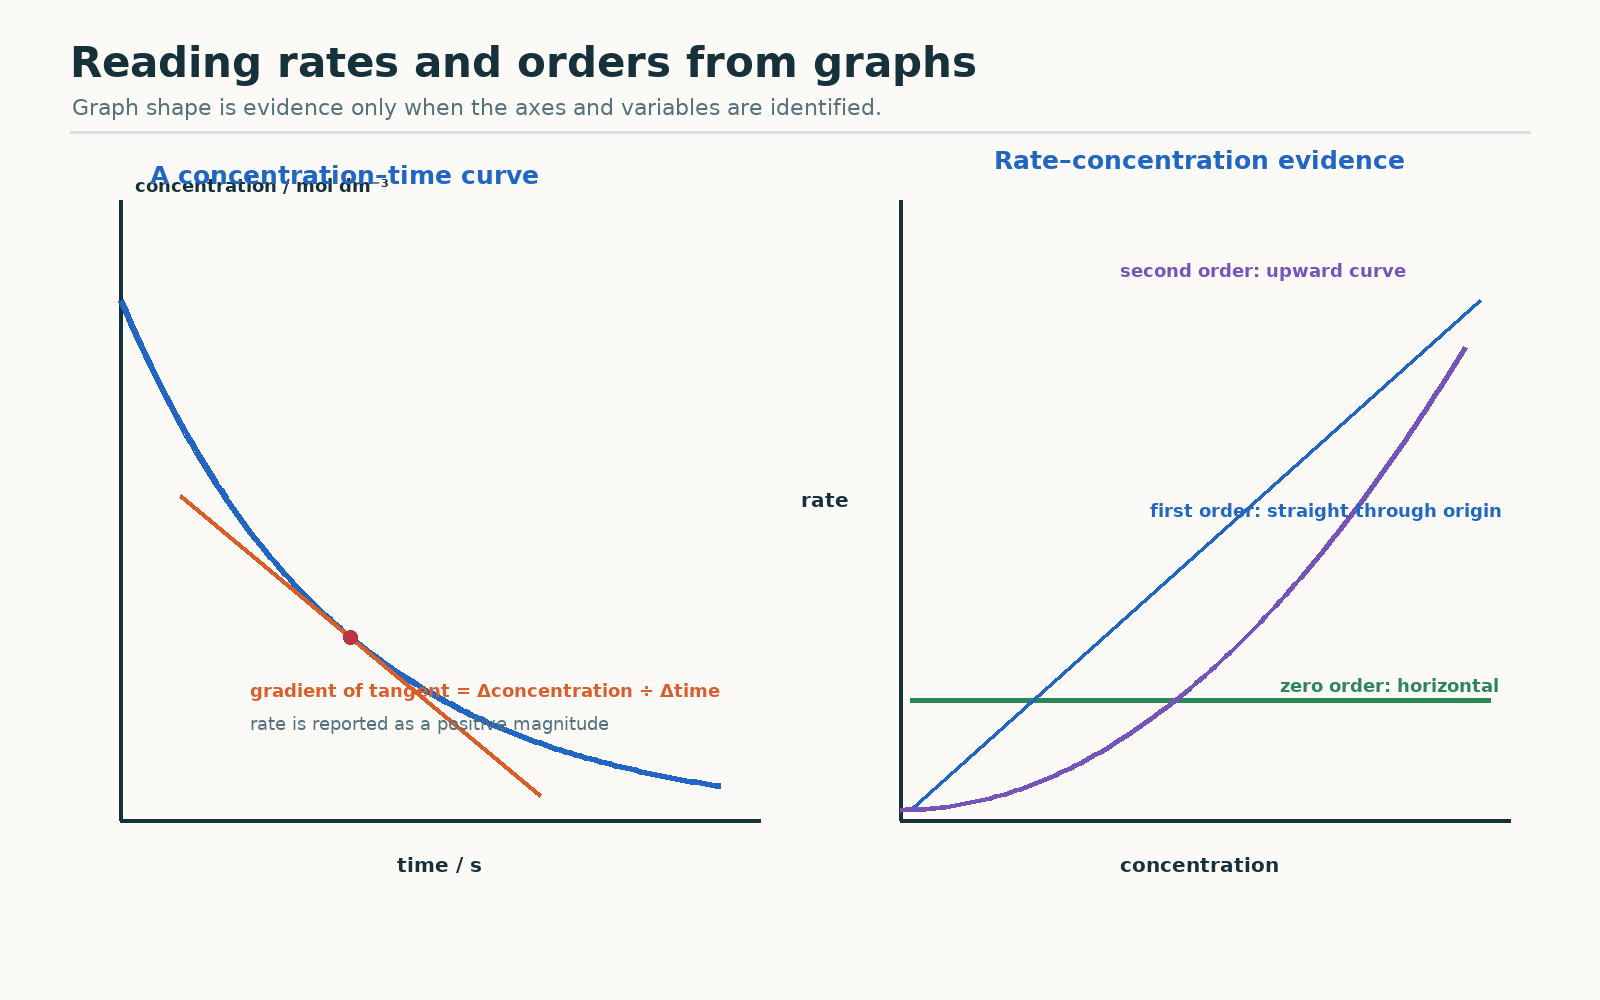 Reading rates and orders from graphs
Graph shape is evidence only when the axes and variables are identified.
A concentration–time curve
concentration / mol dm⁻³
gradient of tangent = Δconcentration ÷ Δtime
rate is reported as a positive magnitude
time / s
Rate–concentration evidence
second order: upward curve
rate
first order: straight through origin
zero order: horizontal
concentration